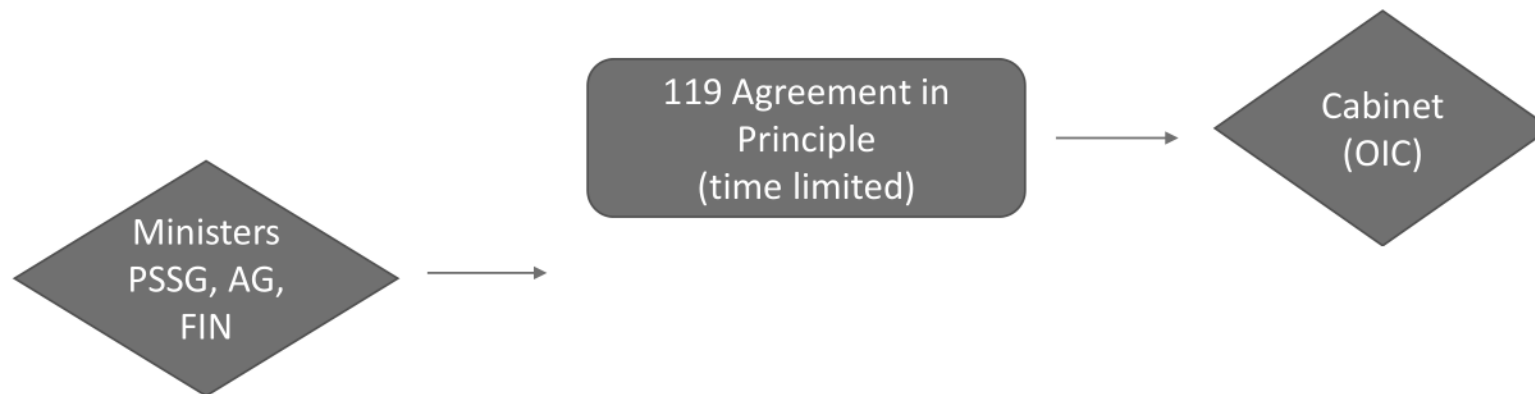 Ministers
PSSG, AG,
FIN
119 Agreement in
Principle
(time limited)
Cabinet
(OIC)